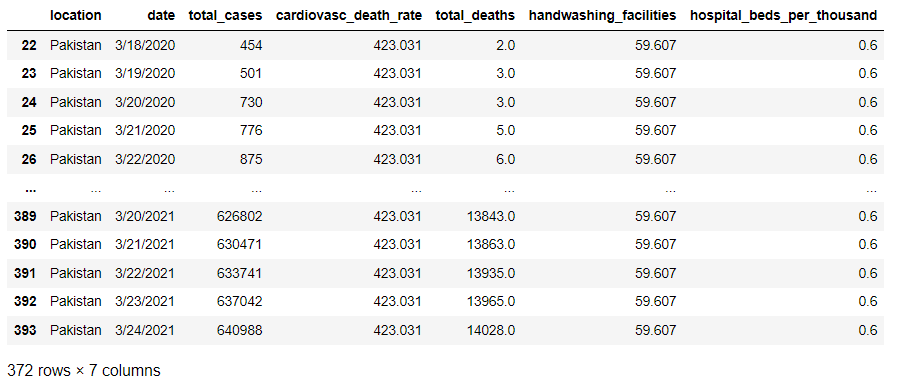 location date total_cases cardiovasc_death_rate total_deaths handwashing_facilities hospital_beds_per_thousand
22 Pakistan 3/18/2020 454 423.031 2.0 59.607 0.6
23 Pakistan 3/19/2020 501 423.031 3.0 59.607 0.6
24 Pakistan 3/20/2020 730 423.031 3.0 59.607 0.6
25 Pakistan 3/21/2020 776 423.031 5.0 59.607 0.6
26 Pakistan 3/22/2020 875 423.031 6.0 59.607 0.6
... ... ... ... ... ... ... ...
389 Pakistan 3/20/2021 626802 423.031 13843.0 59.607 0.6
390 Pakistan 3/21/2021 630471 423.031 13863.0 59.607 0.6
391 Pakistan 3/22/2021 633741 423.031 13935.0 59.607 0.6
392 Pakistan 3/23/2021 637042 423.031 13965.0 59.607 0.6
393 Pakistan 3/24/2021 640988 423.031 14028.0 59.607 0.6
372 rows × 7 columns